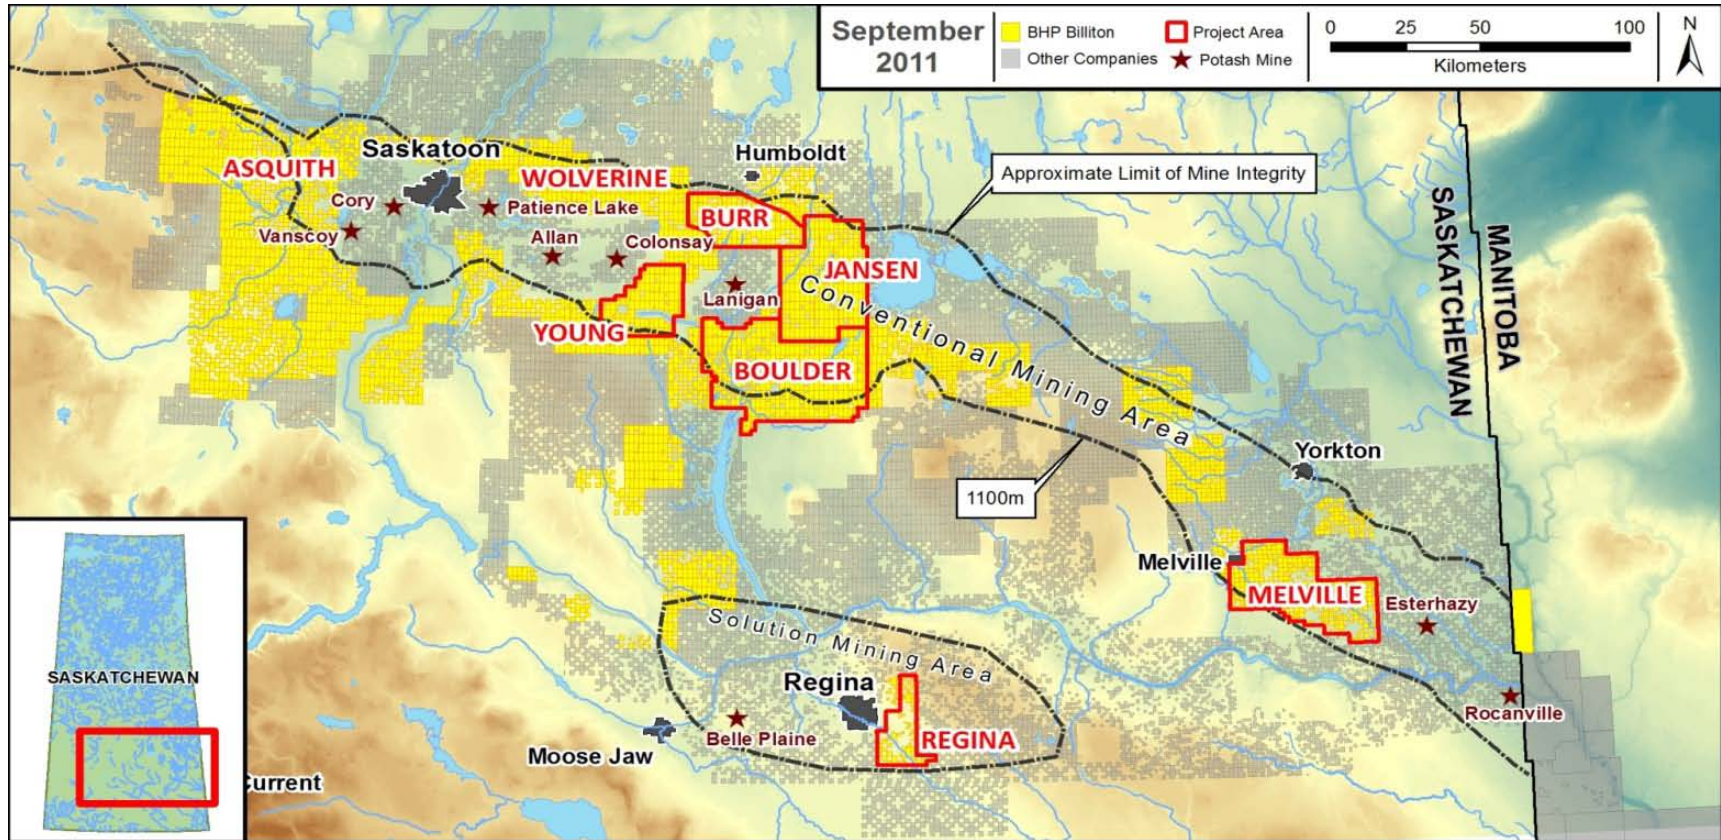 September
2011
BHP Billiton
Project Area
Other Companies
Potash Mine
0 25 50 100
Kilometers
N
Saskatoon
Humboldt
ASQUITH
WOLVERINE
Approximate Limit of Mine Integrity
Cory
Patience Lake
BURR
Vanscoy
Allan
Colonsay
JANSEN
Lanigan
Conventional Mining Area
YOUNG
BOULDER
SASKATCHEWAN
MANITOBA
Yorkton
1100m
Melville
MELVILLE
Esterhazy
Solution Mining Area
Regina
Rocanville
REGINA
Belle Plaine
Moose Jaw
SASKATCHEWAN
Current